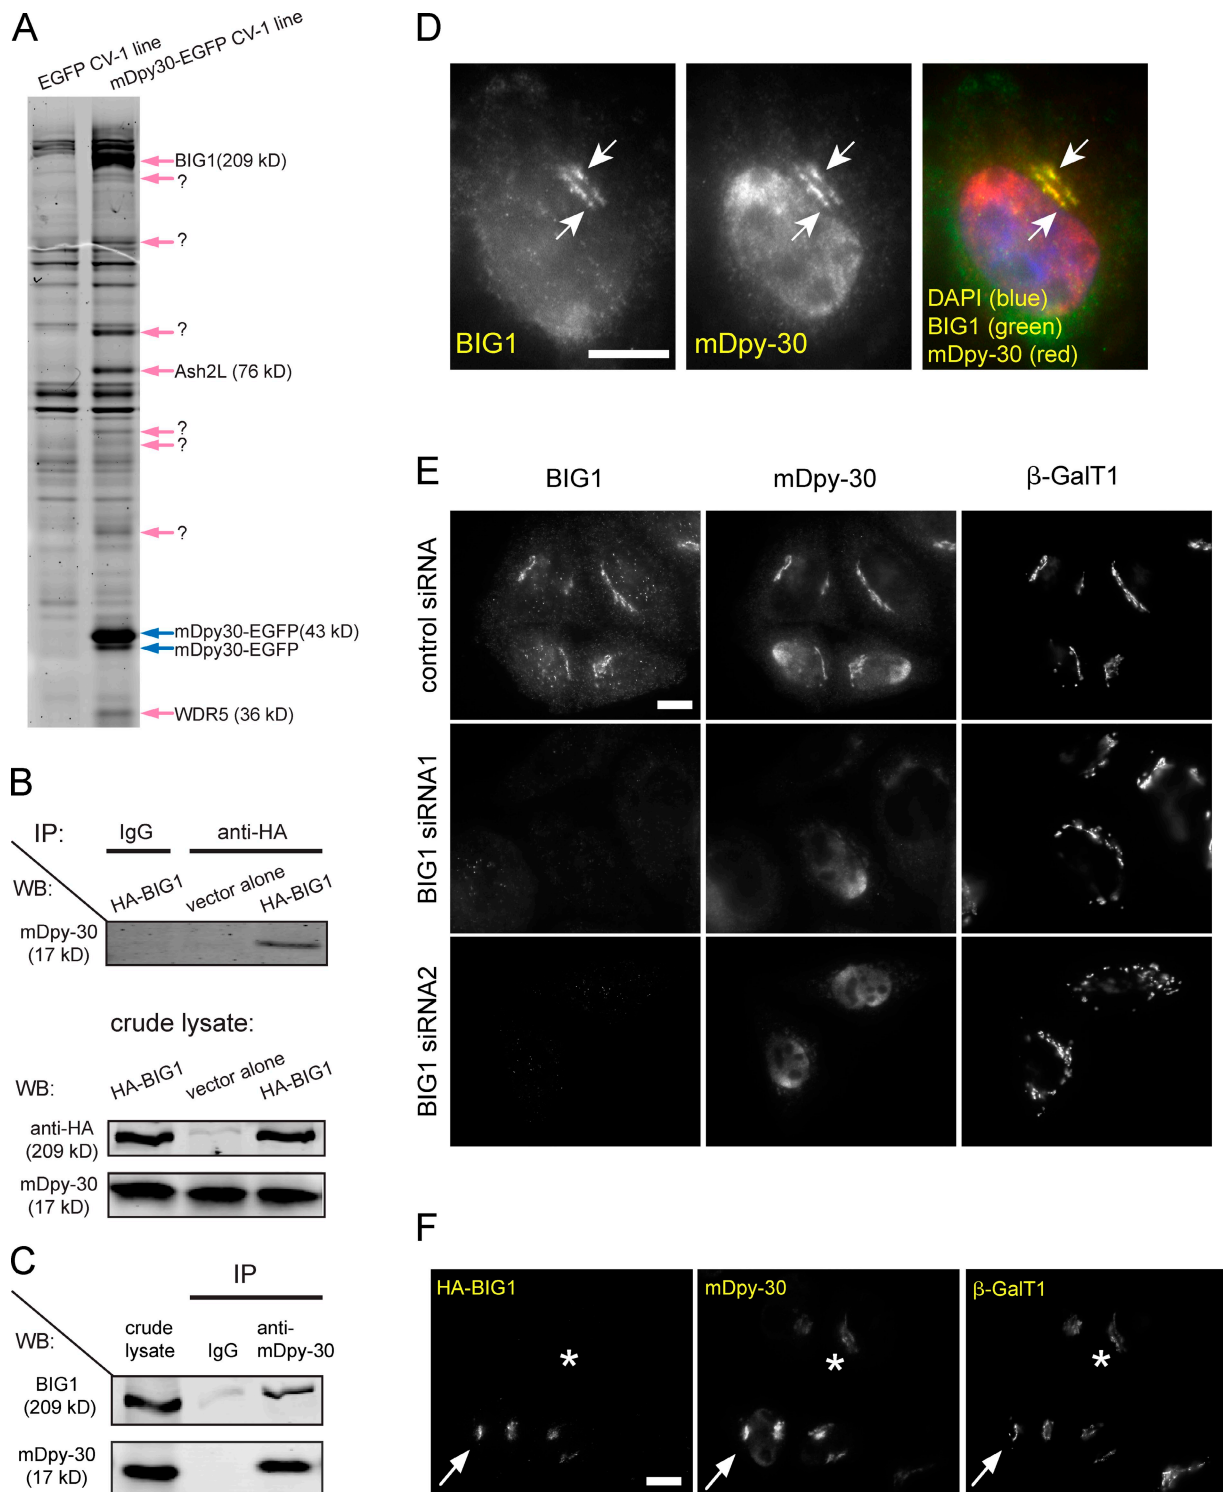 A
EGFP CV-1 line
mDpy30-EGFP CV-1 line
BIG1(209 kD)
?
?
?
Ash2L (76 kD)
?
?
?
mDpy30-EGFP(43 kD)
mDpy30-EGFP
WDR5 (36 kD)
B
IP:
IgG
anti-HA
WB:
HA-BIG1
vector alone
HA-BIG1
mDpy-30
(17 kD)
crude lysate:
WB:
HA-BIG1
vector alone
HA-BIG1
anti-HA
(209 kD)
mDpy-30
(17 kD)
C
IP
WB:
crude
lysate
IgG
anti-
mDpy-30
BIG1
(209 kD)
mDpy-30
(17 kD)
D
BIG1
mDpy-30
DAPI (blue)
BIG1 (green)
mDpy-30 (red)
E
BIG1
mDpy-30
β-GalT1
control siRNA
BIG1 siRNA1
BIG1 siRNA2
F
HA-BIG1
*
mDpy-30
*
β-GalT1
*